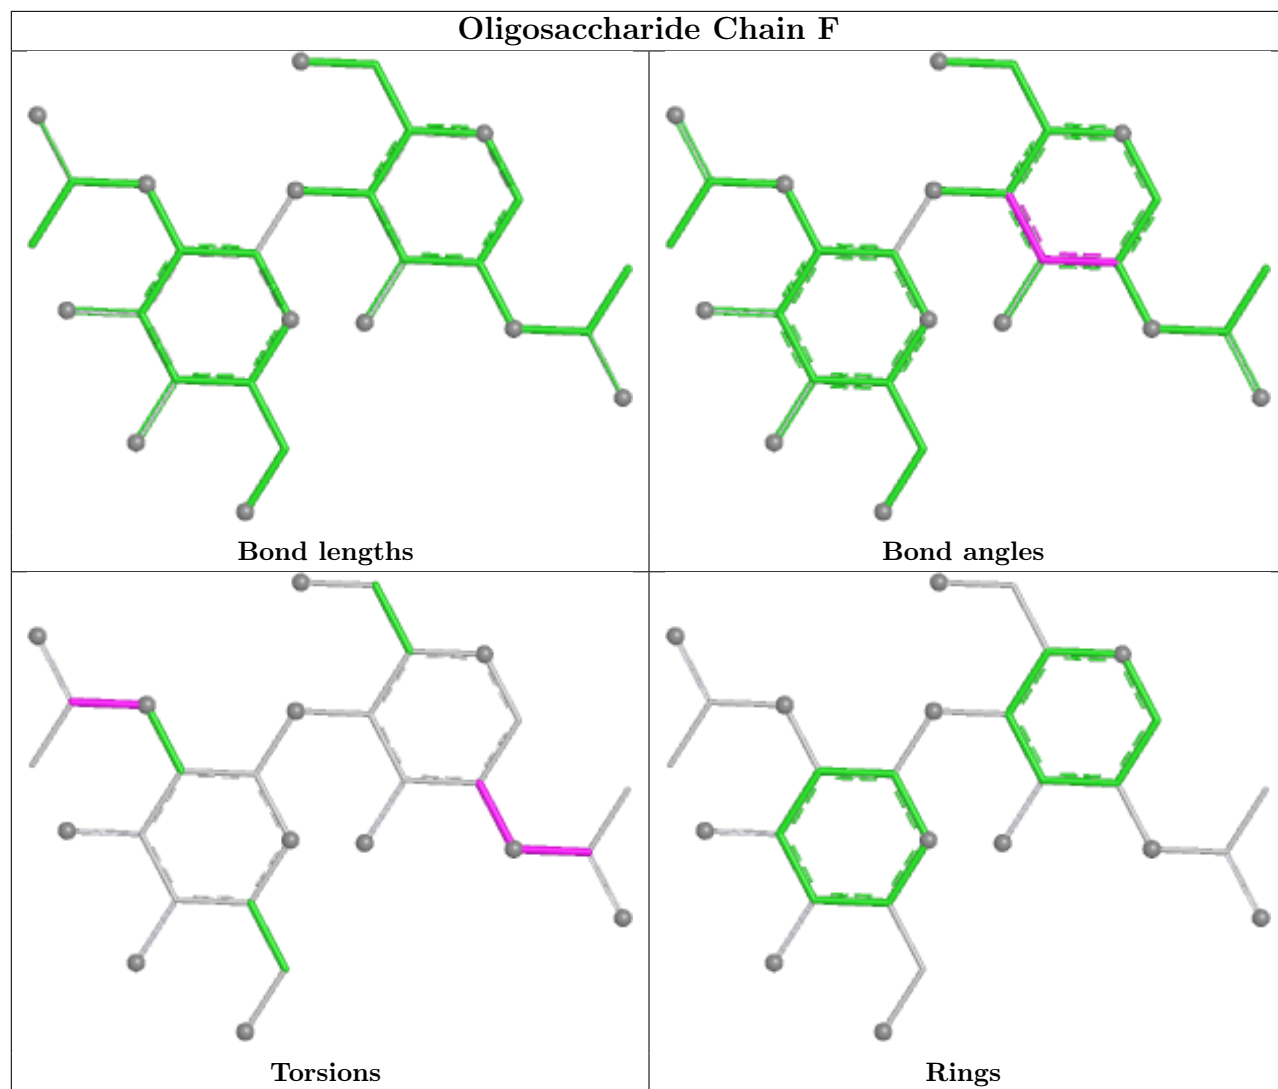 Oligosaccharide Chain F
Bond lengths
Bond angles
Torsions
Rings